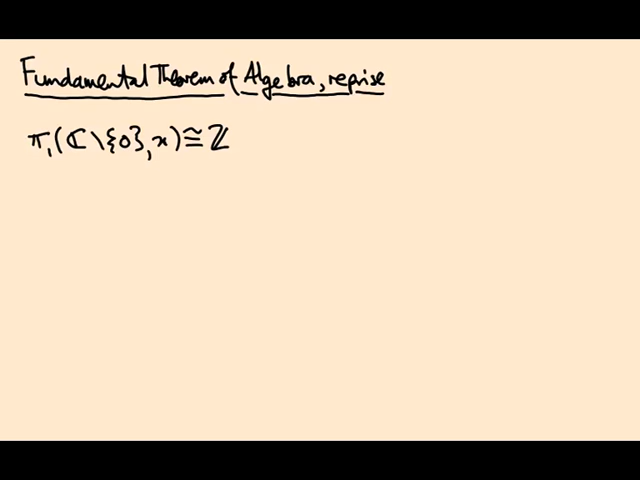 Fundamental Theorem of Algebra, reprise
π₁(ℂ∖{0}, x) ≅ ℤ